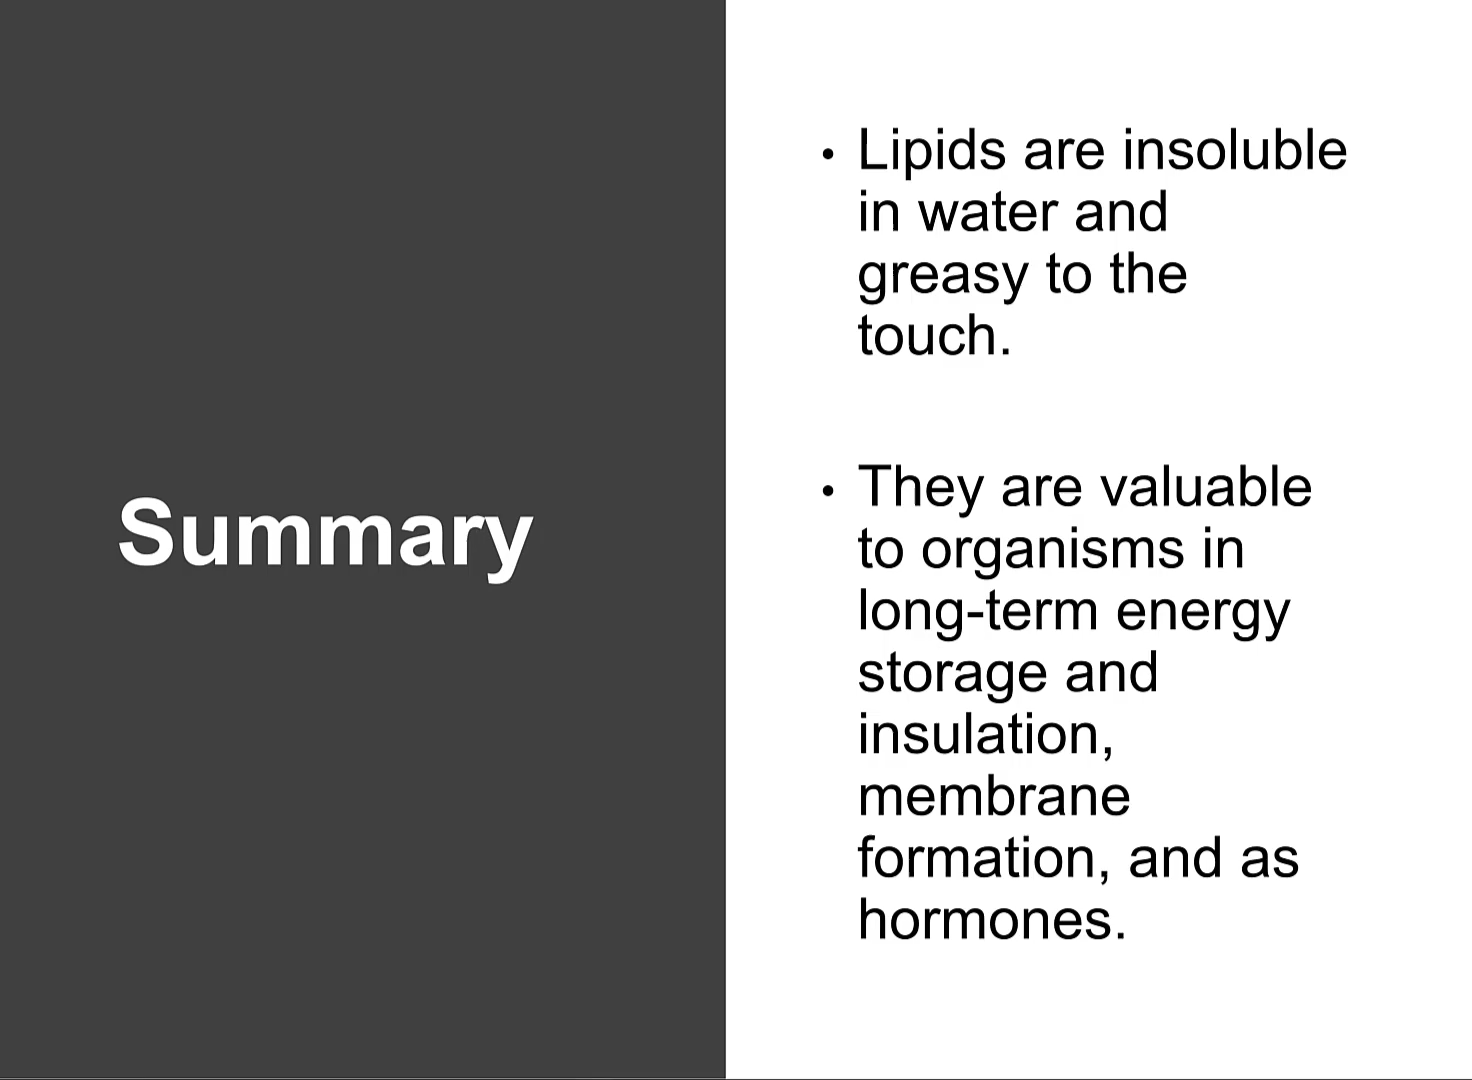 Summary
• Lipids are insoluble
in water and
greasy to the
touch.
• They are valuable
to organisms in
long-term energy
storage and
insulation,
membrane
formation, and as
hormones.